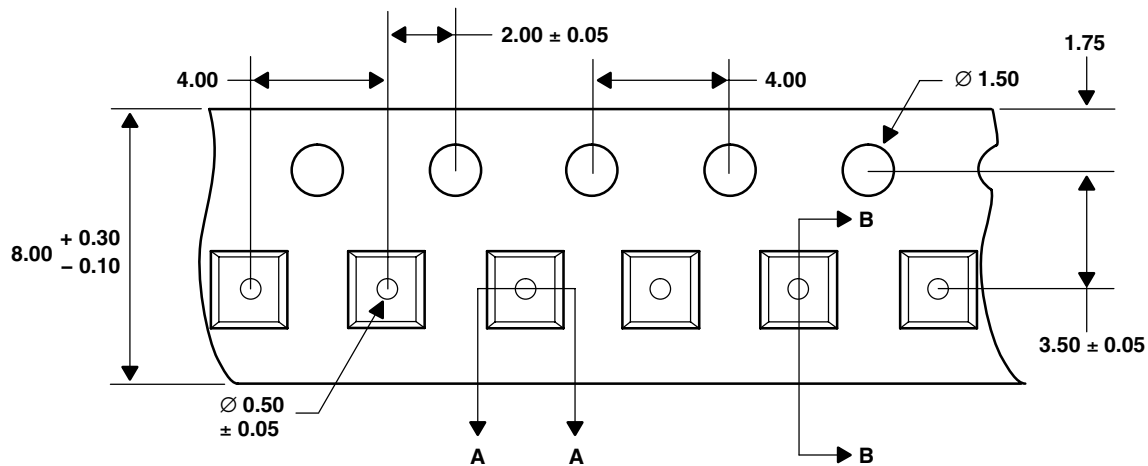 2.00 ± 0.05
1.75
4.00
4.00
Ø 1.50
8.00 + 0.30
– 0.10
B
3.50 ± 0.05
Ø 0.50
± 0.05
A
A
B